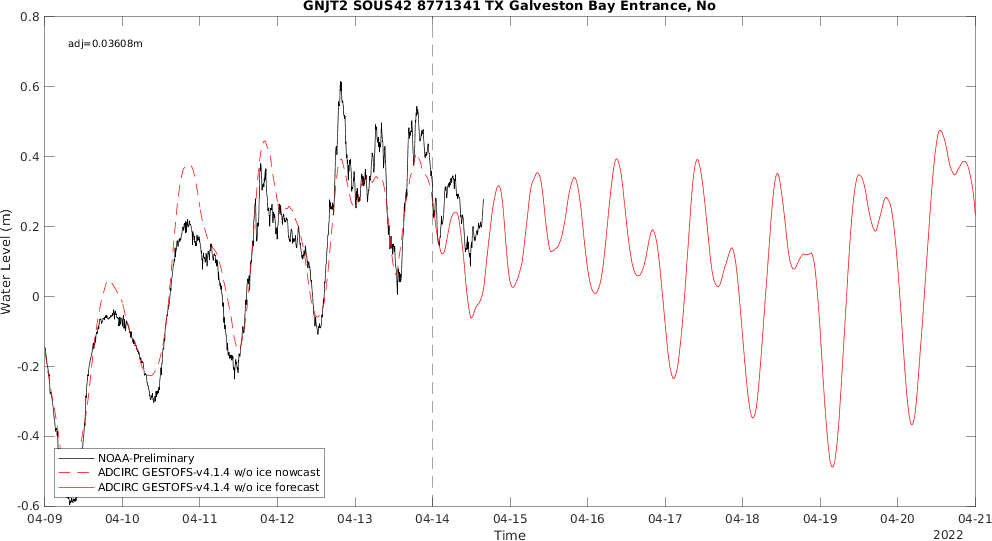 GNJT2 SOUS42 8771341 TX Galveston Bay Entrance, No
adj=0.03608m
Water Level (m)
0.8
0.6
0.4
0.2
0
-0.2
-0.4
-0.6
NOAA-Preliminary
ADCIRC GESTOFS-v4.1.4 w/o ice nowcast
ADCIRC GESTOFS-v4.1.4 w/o ice forecast
04-09 04-10 04-11 04-12 04-13 04-14 04-15 04-16 04-17 04-18 04-19 04-20 04-21
Time
2022